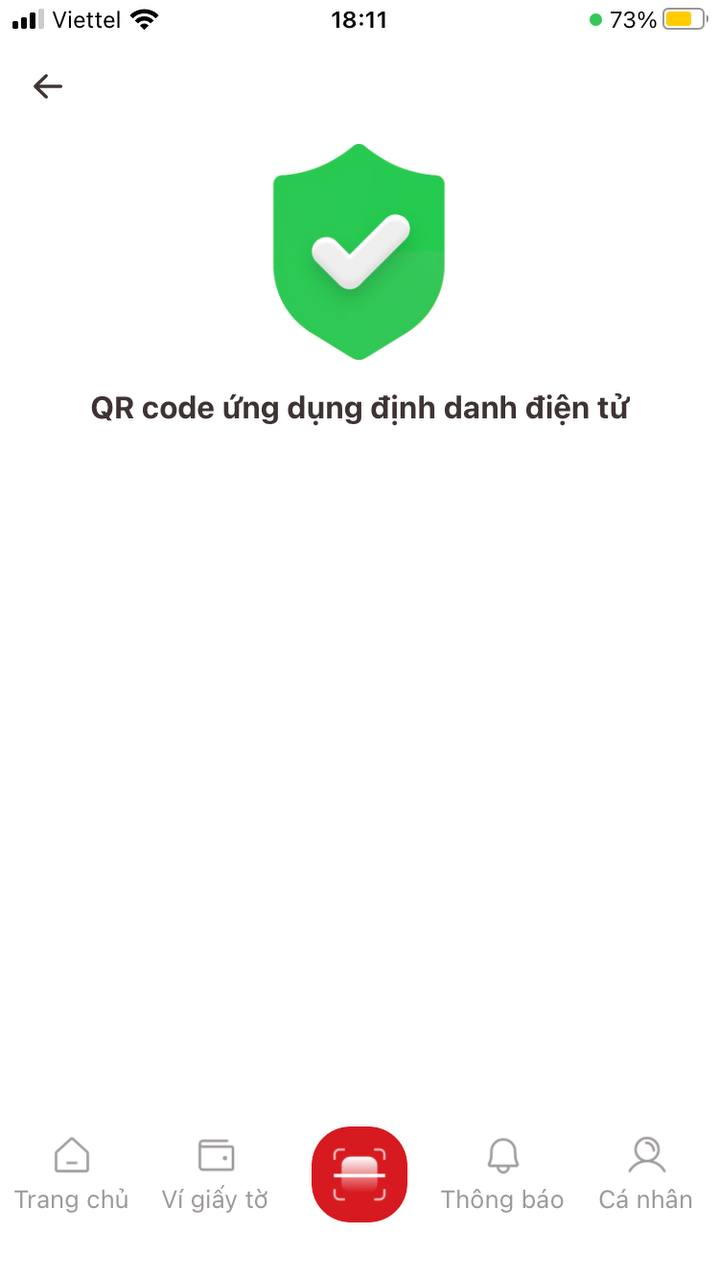 Viettel 18:11 73%
QR code ứng dụng định danh điện tử
Trang chủ Ví giấy tờ Thông báo Cá nhân